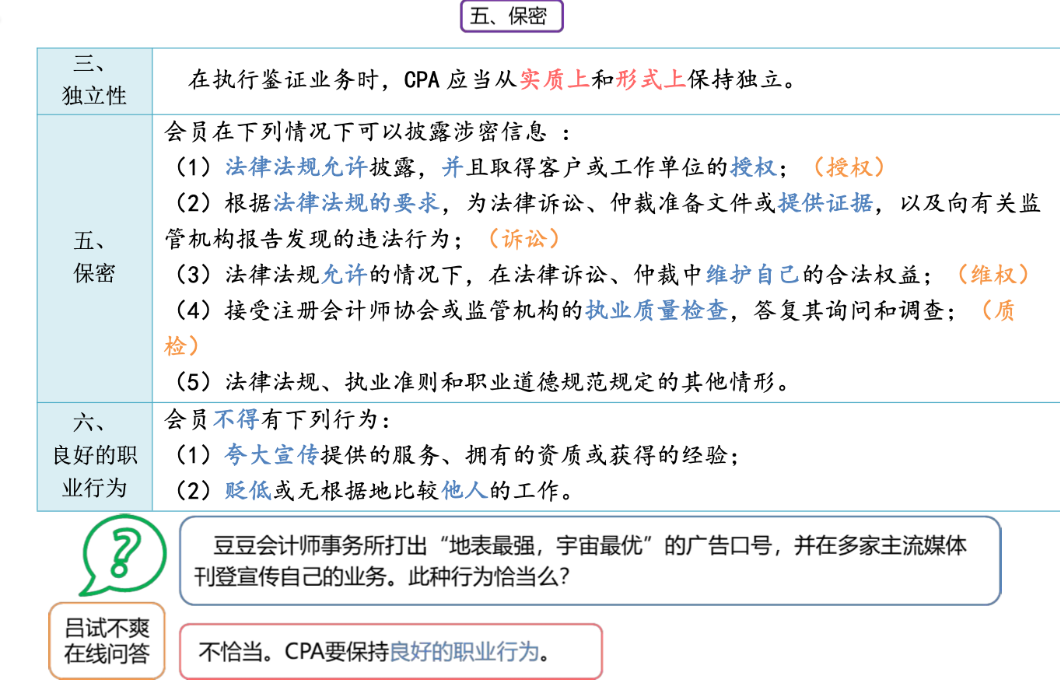 五、保密
三、
独立性
在执行鉴证业务时，CPA 应当从实质上和形式上保持独立。
五、
保密
会员在下列情况下可以披露涉密信息 ：
（1）法律法规允许披露，并且取得客户或工作单位的授权；（授权）
（2）根据法律法规的要求，为法律诉讼、仲裁准备文件或提供证据，以及向有关监
管机构报告发现的违法行为；（诉讼）
（3）法律法规允许的情况下，在法律诉讼、仲裁中维护自己的合法权益；（维权）
（4）接受注册会计师协会或监管机构的执业质量检查，答复其询问和调查；（质
检）
（5）法律法规、执业准则和职业道德规范规定的其他情形。
六、
良好的职
业行为
会员不得有下列行为：
（1）夸大宣传提供的服务、拥有的资质或获得的经验；
（2）贬低或无根据地比较他人的工作。
?
豆豆会计师事务所打出“地表最强，宇宙最优”的广告口号，并在多家主流媒体
刊登宣传自己的业务。此种行为恰当么？
吕试不爽
在线问答
不恰当。CPA要保持良好的职业行为。